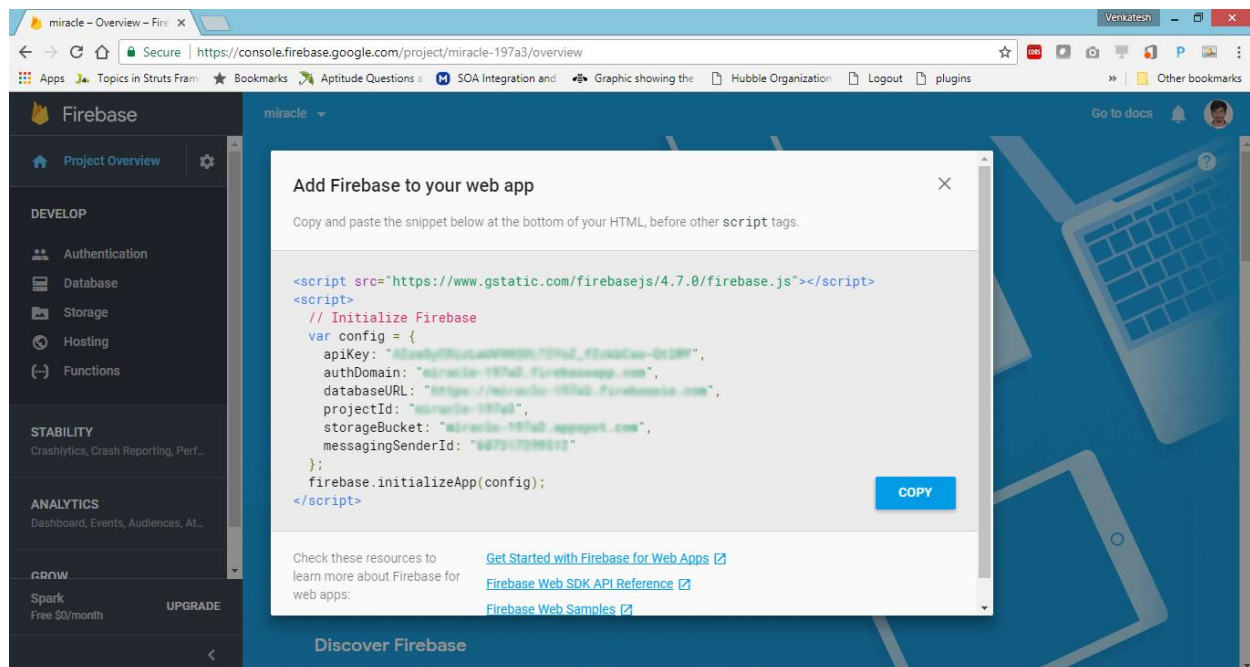 miracle – Overview – Fire
Venkatesh
Secure https://console.firebase.google.com/project/miracle-197a3/overview
Apps Topics in Struts Fram Bookmarks Aptitude Questions a SOA Integration and Graphic showing the Hubble Organization Logout plugins » Other bookmarks
Firebase
miracle
Go to docs
Project Overview
DEVELOP
Authentication
Database
Storage
Hosting
Functions
STABILITY
Crashlytics, Crash Reporting, Perf...
ANALYTICS
Dashboard, Events, Audiences, At...
GROW
Spark
Free $0/month
UPGRADE
Add Firebase to your web app
Copy and paste the snippet below at the bottom of your HTML, before other script tags.
<script src="https://www.gstatic.com/firebasejs/4.7.0/firebase.js"></script>
<script>
// Initialize Firebase
var config = {
apiKey: "",
authDomain: "",
databaseURL: "",
projectId: "",
storageBucket: "",
messagingSenderId: ""
};
firebase.initializeApp(config);
</script>
COPY
Check these resources to
learn more about Firebase for
web apps:
Get Started with Firebase for Web Apps
Firebase Web SDK API Reference
Firebase Web Samples
Discover Firebase